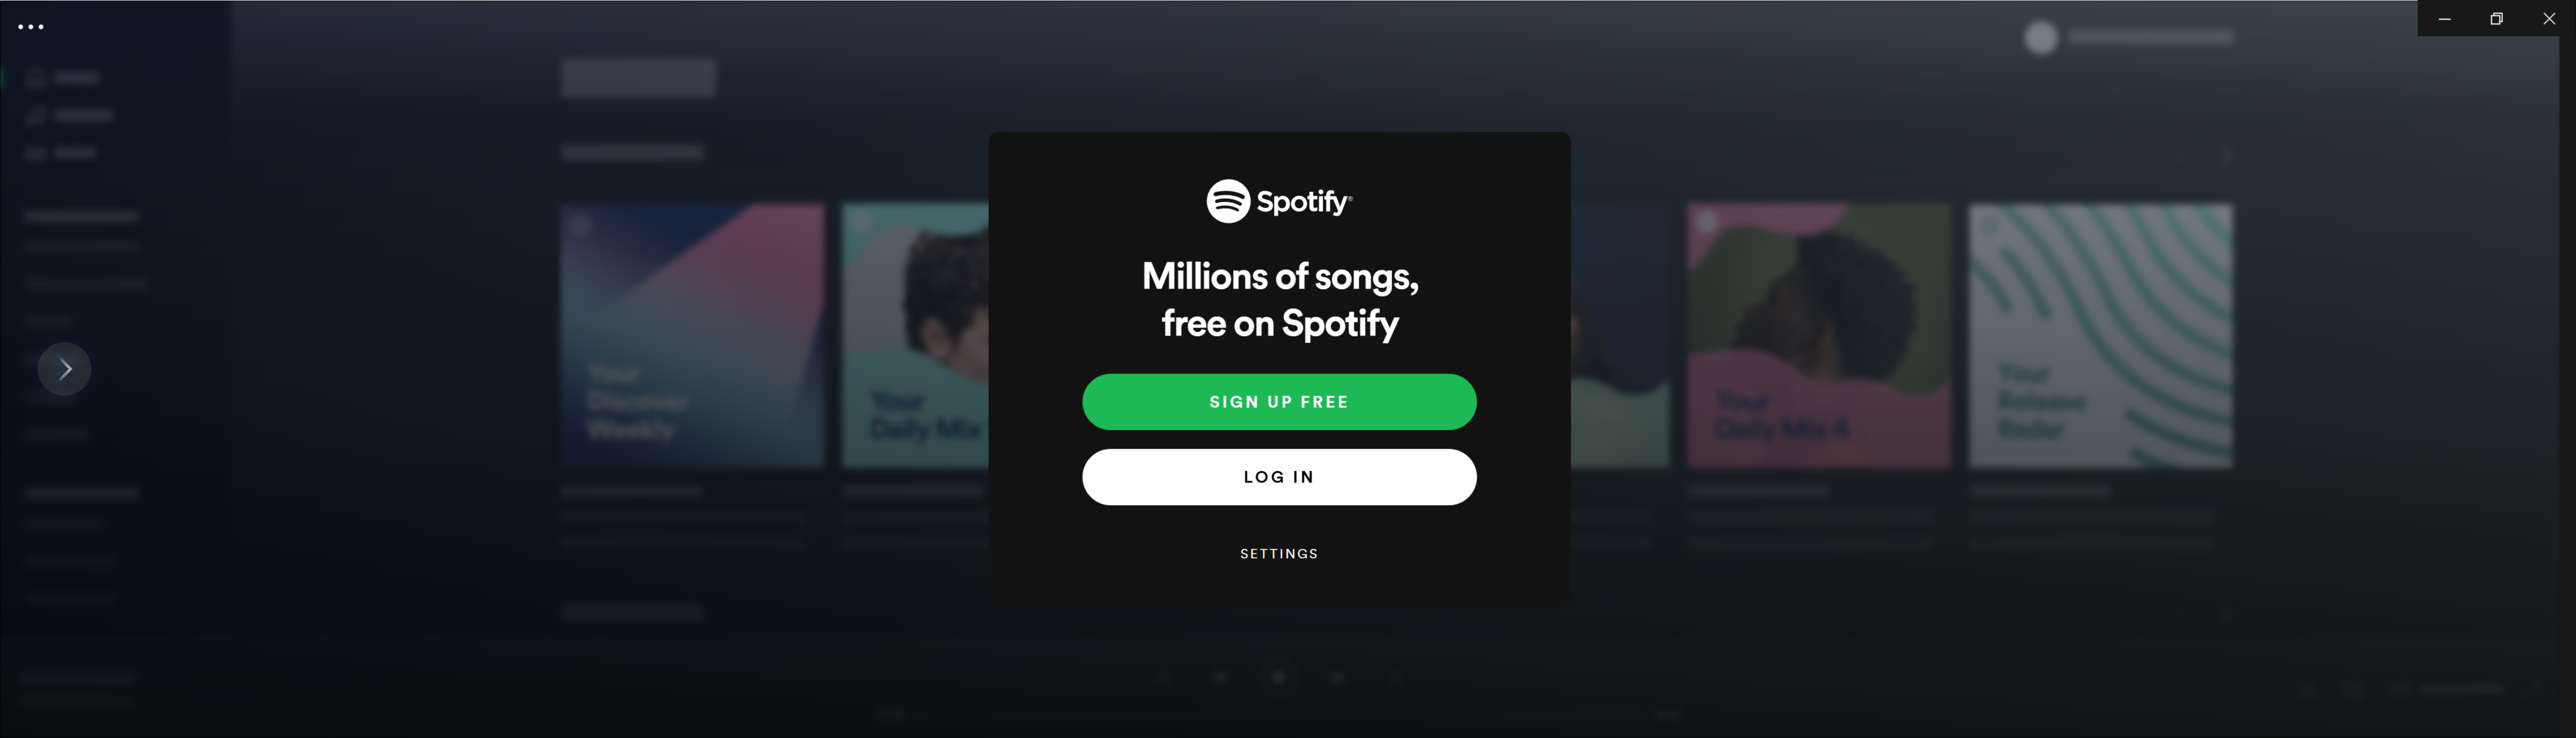 Spotify®
Millions of songs,
free on Spotify
SIGN UP FREE
LOG IN
SETTINGS
Your
Discover
Weekly
Your
Daily Mix
Your
Daily Mix 4
Your
Release
Radar